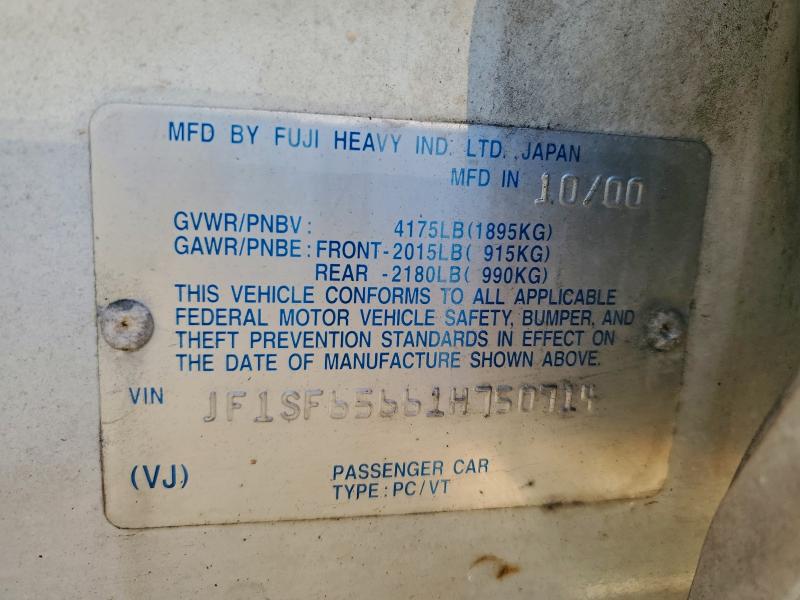 MFD BY FUJI HEAVY IND. LTD. JAPAN
MFD IN 10/00
GVWR/PNBV: 4175LB(1895KG)
GAWR/PNBE: FRONT-2015LB( 915KG)
REAR -2180LB( 990KG)
THIS VEHICLE CONFORMS TO ALL APPLICABLE
FEDERAL MOTOR VEHICLE SAFETY, BUMPER, AND
THEFT PREVENTION STANDARDS IN EFFECT ON
THE DATE OF MANUFACTURE SHOWN ABOVE.
VIN JF1SF65661H750714
(VJ) PASSENGER CAR
TYPE: PC/VT